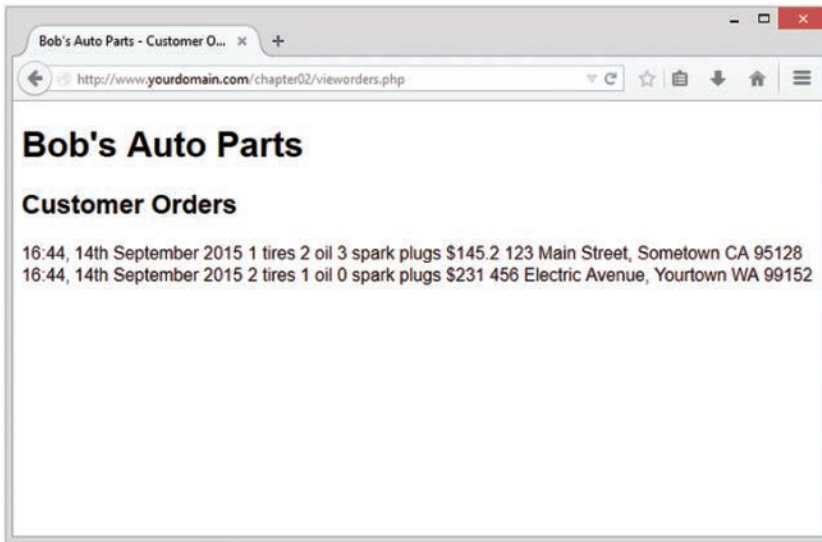 Bob's Auto Parts - Customer O...
http://www.yourdomain.com/chapter02/vieworders.php
Bob's Auto Parts
Customer Orders
16:44, 14th September 2015 1 tires 2 oil 3 spark plugs $145.2 123 Main Street, Sometown CA 95128
16:44, 14th September 2015 2 tires 1 oil 0 spark plugs $231 456 Electric Avenue, Yourtown WA 99152